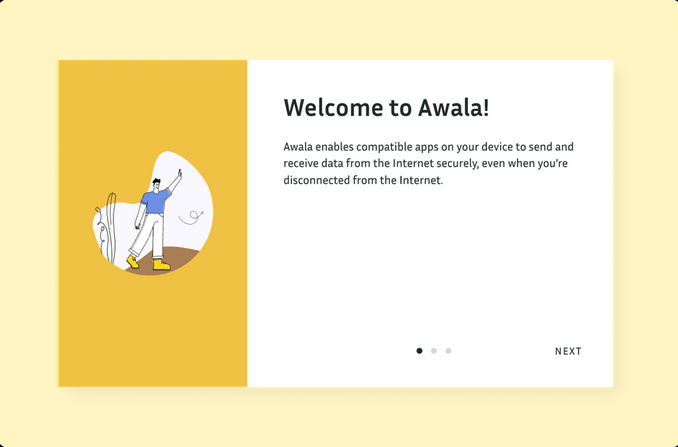 Welcome to Awala!
Awala enables compatible apps on your device to send and
receive data from the Internet securely, even when you’re
disconnected from the Internet.
NEXT